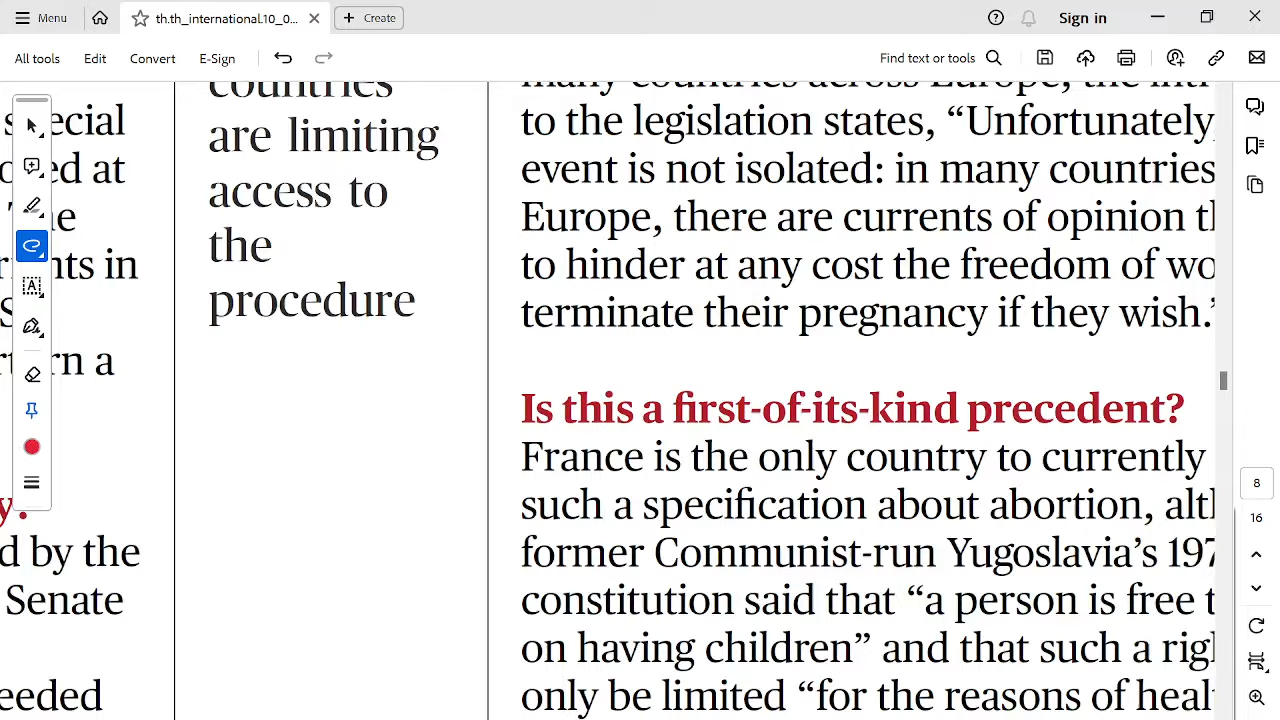 Menu
th.th_international.10_0...
Create
Sign in
All tools
Edit
Convert
E-Sign
Find text or tools
at
in
rn a
y.
d by the
Senate
eeded
countries
are limiting
access to
the
procedure
many countries across Europe, the
to the legislation states, “Unfortunately,
event is not isolated: in many countries
Europe, there are currents of opinion
to hinder at any cost the freedom of
terminate their pregnancy if they wish.”
Is this a first-of-its-kind precedent?
France is the only country to currently
such a specification about abortion,
former Communist-run Yugoslavia’s
constitution said that “a person is free
on having children” and that such a
only be limited “for the reasons of
8
16